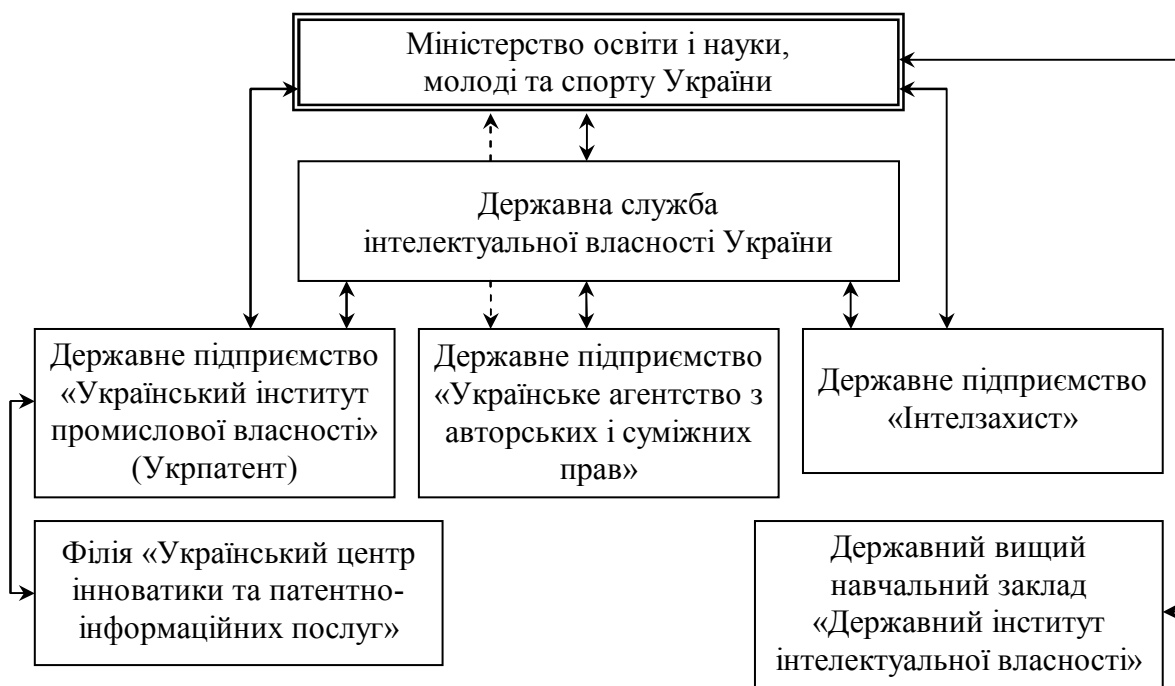 Міністерство освіти і науки,
молоді та спорту України
Державна служба
інтелектуальної власності України
Державне підприємство
«Український інститут
промислової власності»
(Укрпатент)
Державне підприємство
«Українське агентство з
авторських і суміжних
прав»
Державне підприємство
«Інтелзахист»
Філія «Український центр
інноватики та патентно-
інформаційних послуг»
Державний вищий
навчальний заклад
«Державний інститут
інтелектуальної власності»